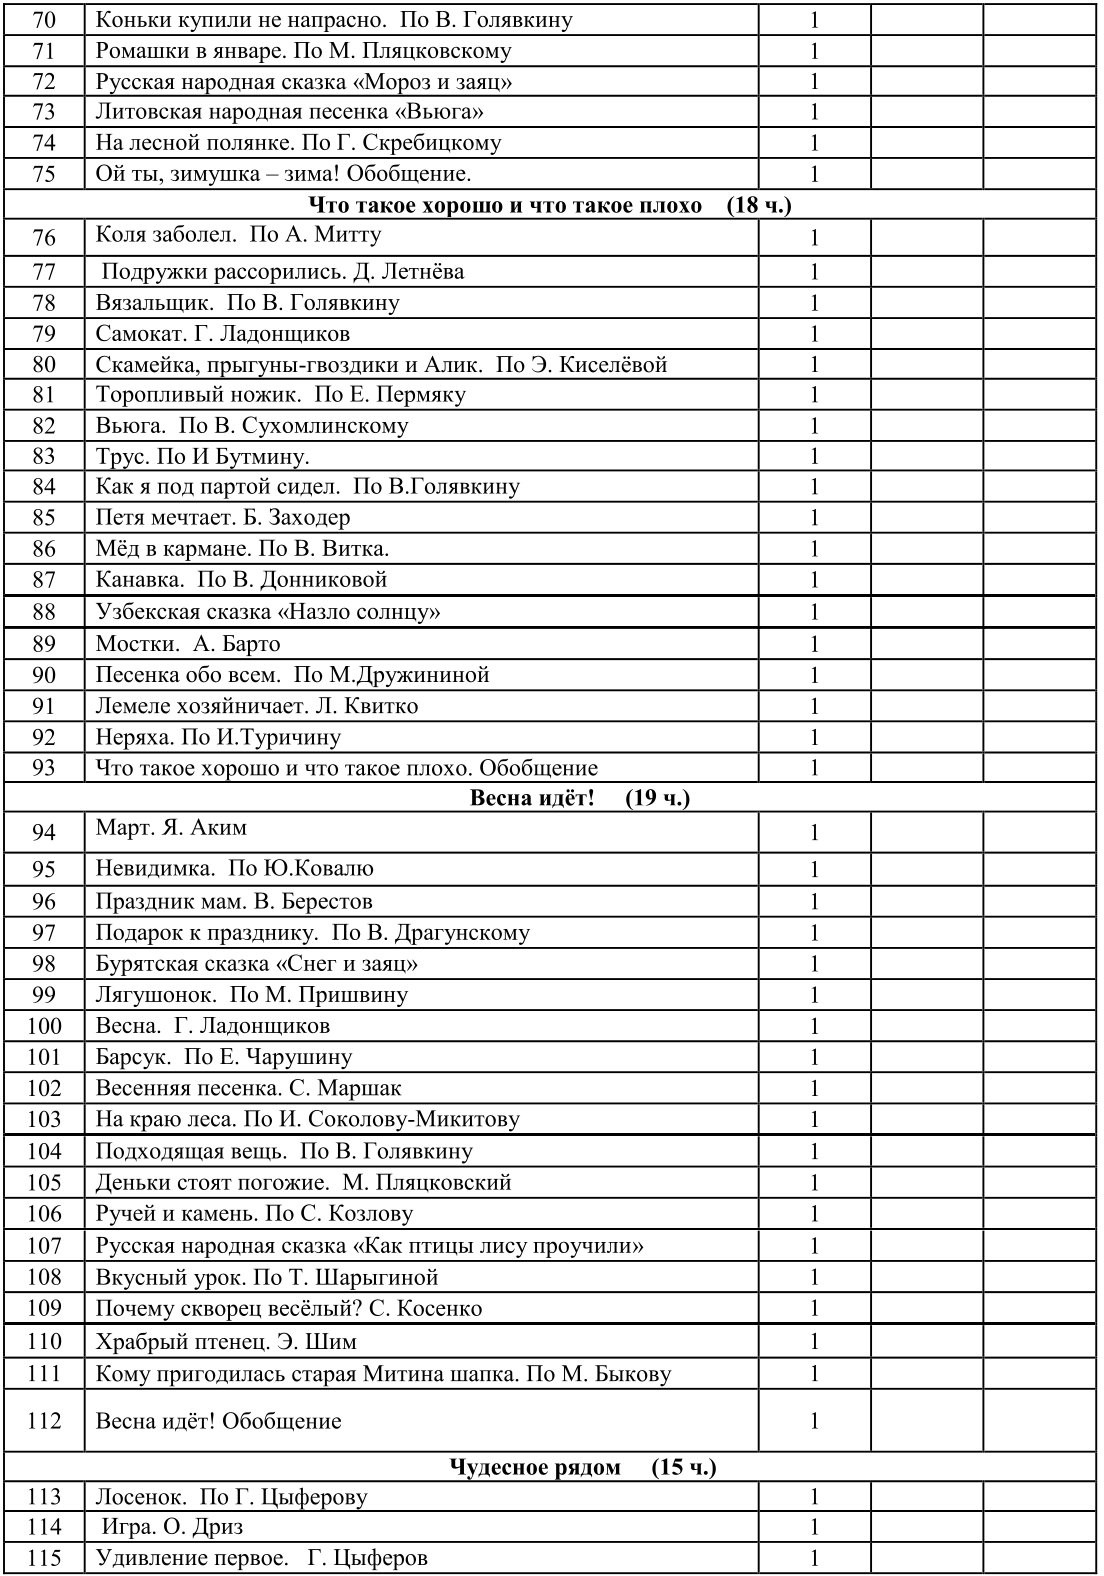 70 Коньки купили не напрасно. По В. Голявкину 1
71 Ромашки в январе. По М. Пляцковскому 1
72 Русская народная сказка «Мороз и заяц» 1
73 Литовская народная песенка «Вьюга» 1
74 На лесной полянке. По Г. Скребицкому 1
75 Ой ты, зимушка – зима! Обобщение. 1
Что такое хорошо и что такое плохо (18 ч.)
76 Коля заболел. По А. Митту 1
77 Подружки рассорились. Д. Летнёва 1
78 Вязальщик. По В. Голявкину 1
79 Самокат. Г. Ладонщиков 1
80 Скамейка, прыгуны-гвоздики и Алик. По Э. Киселёвой 1
81 Торопливый ножик. По Е. Пермяку 1
82 Вьюга. По В. Сухомлинскому 1
83 Трус. По И Бутмину. 1
84 Как я под партой сидел. По В.Голявкину 1
85 Петя мечтает. Б. Заходер 1
86 Мёд в кармане. По В. Витка. 1
87 Канавка. По В. Донниковой 1
88 Узбекская сказка «Назло солнцу» 1
89 Мостки. А. Барто 1
90 Песенка обо всем. По М.Дружининой 1
91 Лемеле хозяйничает. Л. Квитко 1
92 Неряха. По И.Туричину 1
93 Что такое хорошо и что такое плохо. Обобщение 1
Весна идёт! (19 ч.)
94 Март. Я. Аким 1
95 Невидимка. По Ю.Ковалю 1
96 Праздник мам. В. Берестов 1
97 Подарок к празднику. По В. Драгунскому 1
98 Бурятская сказка «Снег и заяц» 1
99 Лягушонок. По М. Пришвину 1
100 Весна. Г. Ладонщиков 1
101 Барсук. По Е. Чарушину 1
102 Весенняя песенка. С. Маршак 1
103 На краю леса. По И. Соколову-Микитову 1
104 Подходящая вещь. По В. Голявкину 1
105 Деньки стоят погожие. М. Пляцковский 1
106 Ручей и камень. По С. Козлову 1
107 Русская народная сказка «Как птицы лису проучили» 1
108 Вкусный урок. По Т. Шарыгиной 1
109 Почему скворец весёлый? С. Косенко 1
110 Храбрый птенец. Э. Шим 1
111 Кому пригодилась старая Митина шапка. По М. Быкову 1
112 Весна идёт! Обобщение 1
Чудесное рядом (15 ч.)
113 Лосенок. По Г. Цыферову 1
114 Игра. О. Дриз 1
115 Удивление первое. Г. Цыферов 1